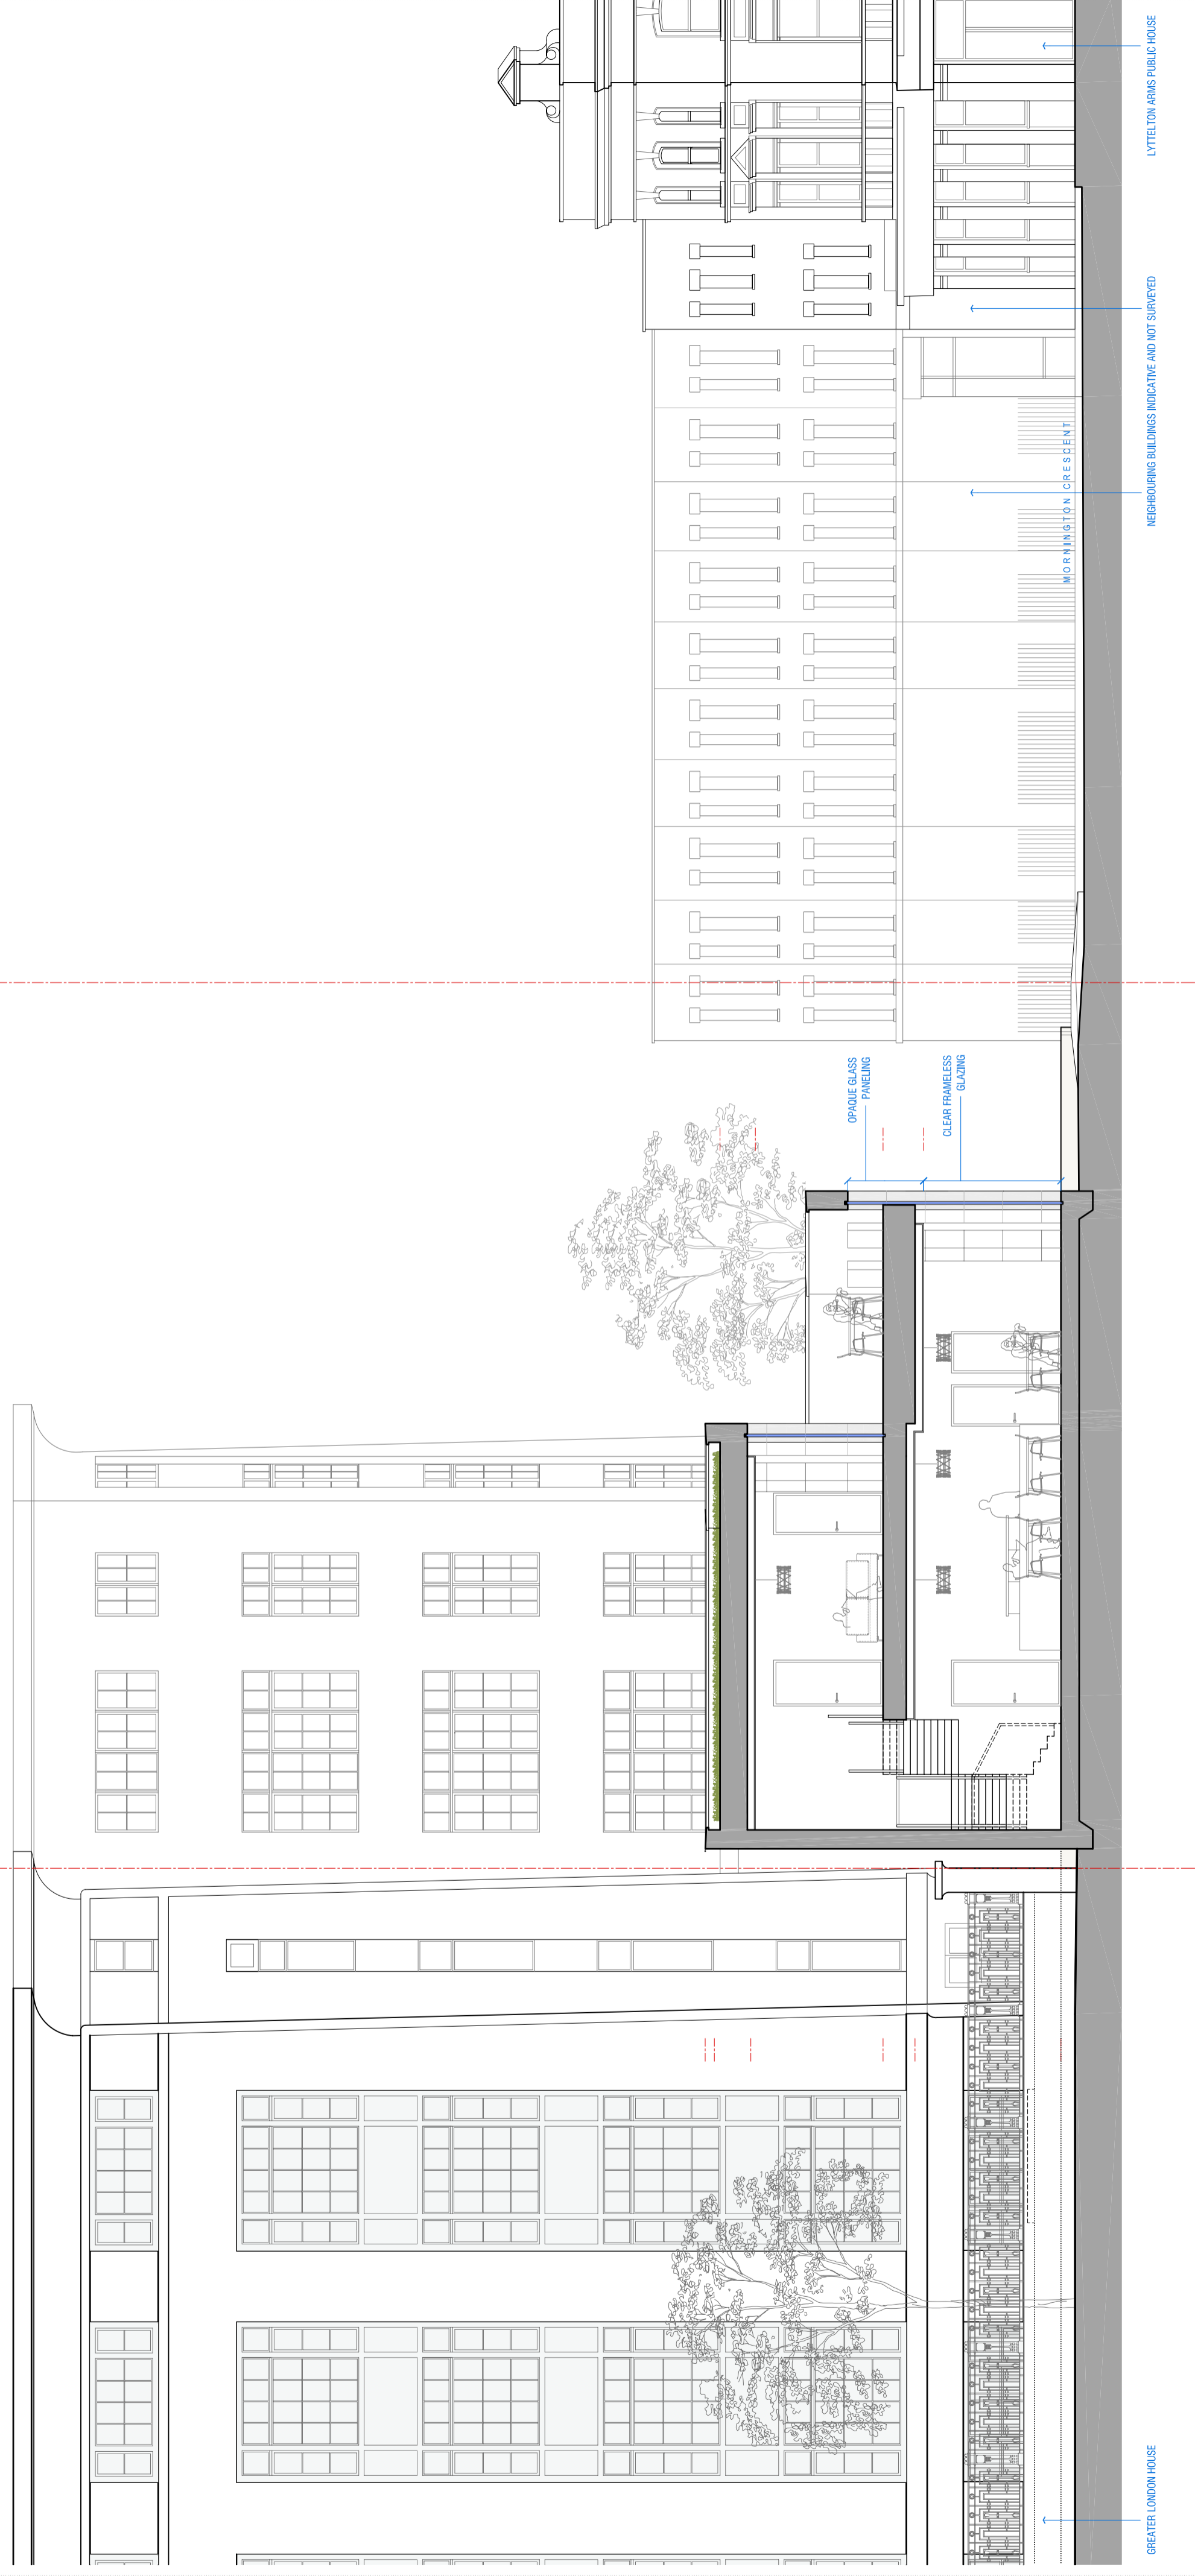 GREATER LONDON HOUSE
OPAQUE GLASS
PANELING
CLEAR FRAMELESS
GLAZING
MORNINGTON CRESCENT
NEIGHBOURING BUILDINGS INDICATIVE AND NOT SURVEYED
LYTTELTON ARMS PUBLIC HOUSE